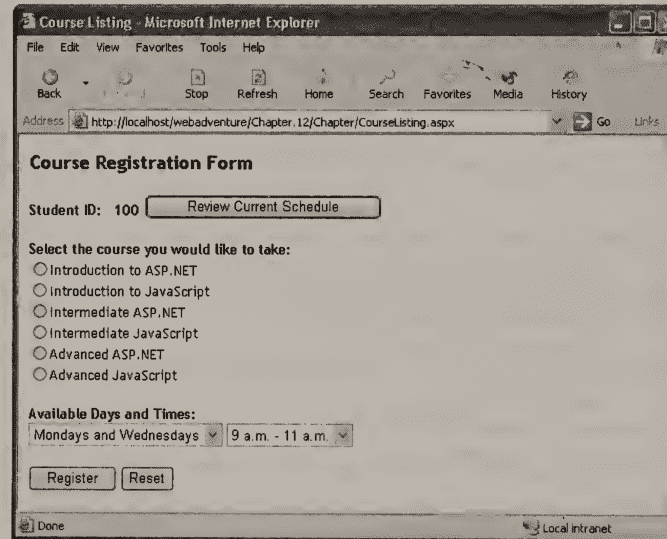 Course Listing - Microsoft Internet Explorer
File Edit View Favorites Tools Help
Back Stop Refresh Home Search Favorites Media History
Address http://localhost/webadventure/Chapter.12/Chapter/CourseListing.aspx Go Links
Course Registration Form
Student ID: 100 Review Current Schedule
Select the course you would like to take:
Introduction to ASP.NET
Introduction to JavaScript
Intermediate ASP.NET
Intermediate JavaScript
Advanced ASP.NET
Advanced JavaScript
Available Days and Times:
Mondays and Wednesdays 9 a.m. - 11 a.m.
Register Reset
Done Local intranet